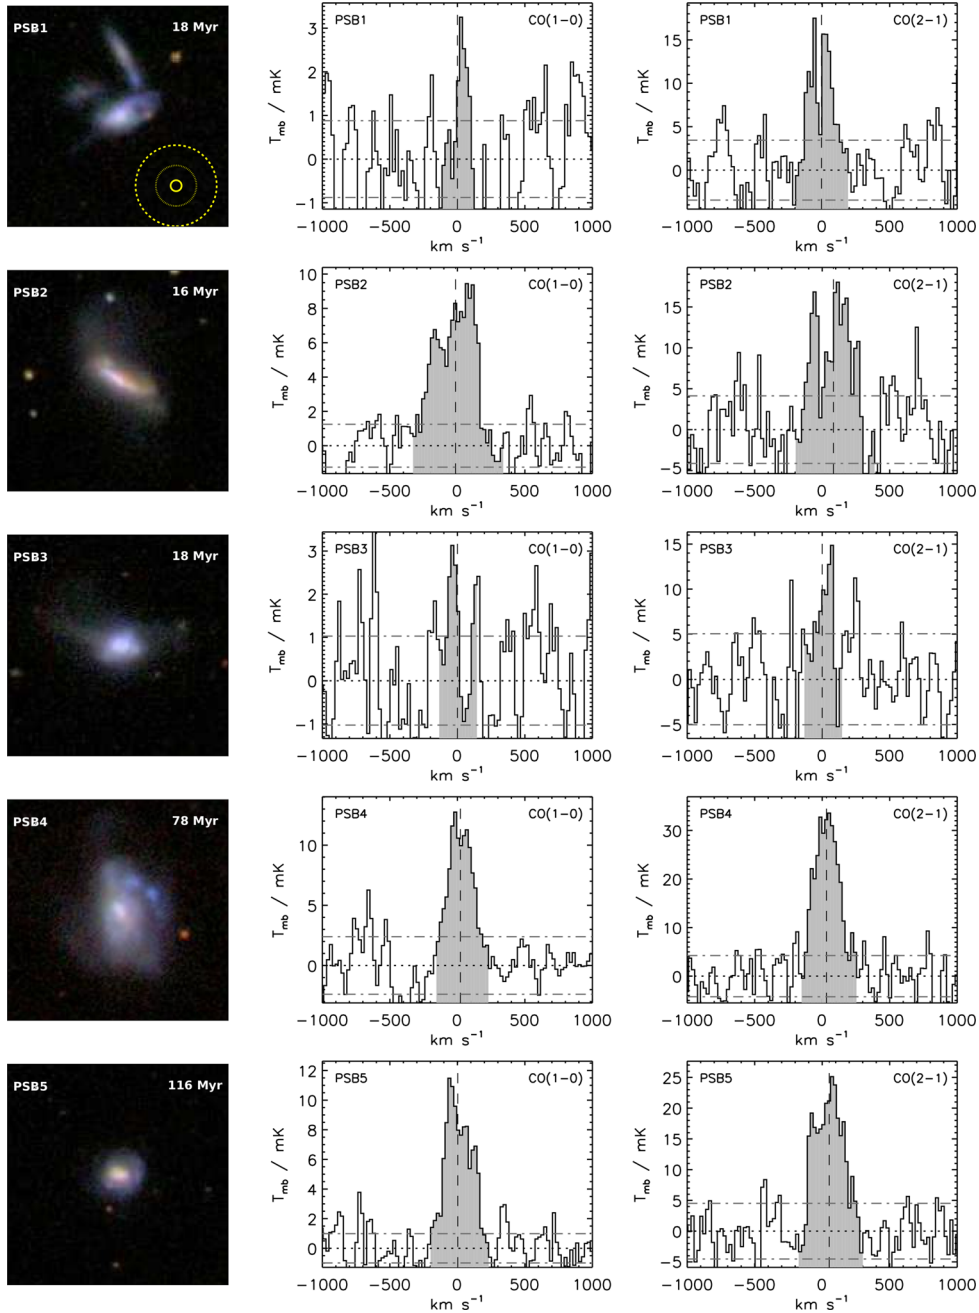 PSB1 18 Myr
PSB1 CO(1−0)
3
2
1
0
−1
T_mb / mK
−1000 −500 0 500 1000
km s⁻¹
PSB1 CO(2−1)
15
10
5
0
T_mb / mK
−1000 −500 0 500 1000
km s⁻¹
PSB2 16 Myr
PSB2 CO(1−0)
10
8
6
4
2
0
T_mb / mK
−1000 −500 0 500 1000
km s⁻¹
PSB2 CO(2−1)
15
10
5
0
−5
T_mb / mK
−1000 −500 0 500 1000
km s⁻¹
PSB3 18 Myr
PSB3 CO(1−0)
3
2
1
0
−1
T_mb / mK
−1000 −500 0 500 1000
km s⁻¹
PSB3 CO(2−1)
15
10
5
0
−5
T_mb / mK
−1000 −500 0 500 1000
km s⁻¹
PSB4 78 Myr
PSB4 CO(1−0)
10
5
0
T_mb / mK
−1000 −500 0 500 1000
km s⁻¹
PSB4 CO(2−1)
30
20
10
0
T_mb / mK
−1000 −500 0 500 1000
km s⁻¹
PSB5 116 Myr
PSB5 CO(1−0)
12
10
8
6
4
2
0
T_mb / mK
−1000 −500 0 500 1000
km s⁻¹
PSB5 CO(2−1)
25
20
15
10
5
0
−5
T_mb / mK
−1000 −500 0 500 1000
km s⁻¹